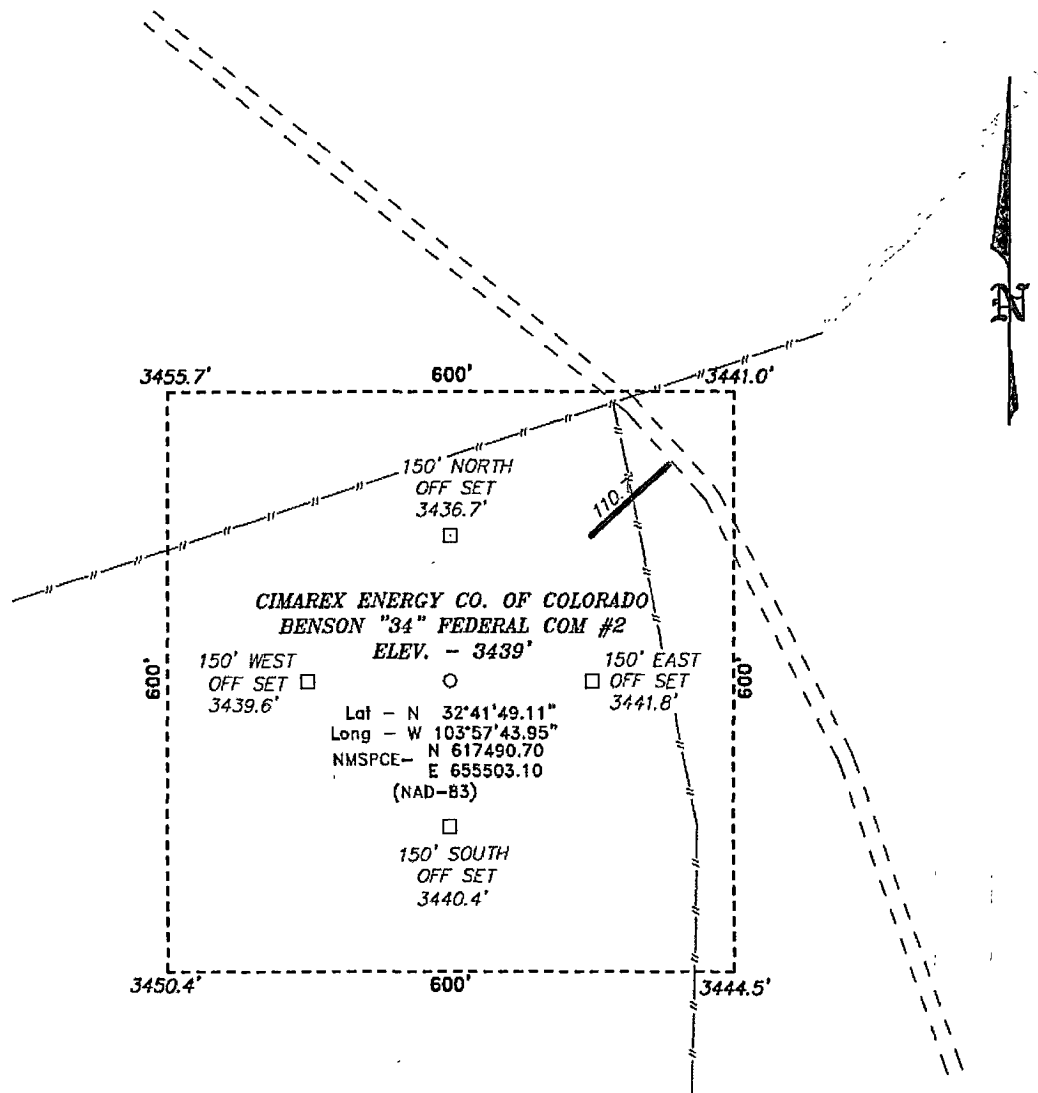 3455.7'
600'
3441.0'
150' NORTH
OFF SET
3436.7'
110.7'
CIMAREX ENERGY CO. OF COLORADO
BENSON "34" FEDERAL COM #2
ELEV. - 3439'
600'
150' WEST
OFF SET
3439.6'
150' EAST
OFF SET
3441.8'
600'
Lat - N 32°41'49.11"
Long - W 103°57'43.95"
NMSPCE- N 617490.70
E 655503.10
(NAD-83)
150' SOUTH
OFF SET
3440.4'
3450.4'
600'
3444.5'
N